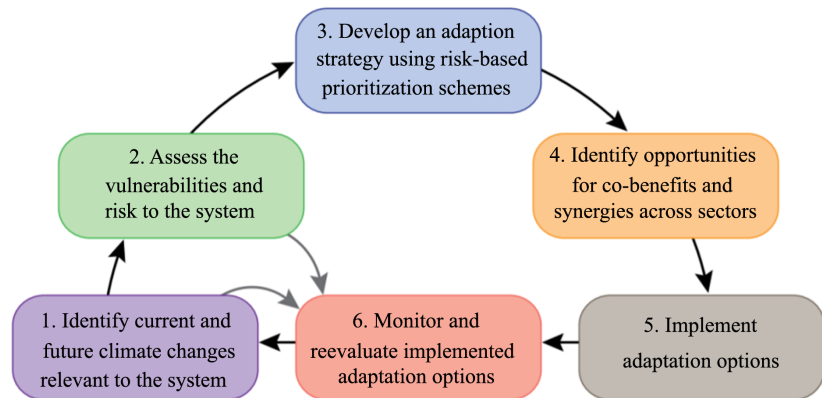 1. Identify current and
future climate changes
relevant to the system
2. Assess the
vulnerabilities and
risk to the system
3. Develop an adaption
strategy using risk-based
prioritization schemes
4. Identify opportunities
for co-benefits and
synergies across sectors
5. Implement
adaptation options
6. Monitor and
reevaluate implemented
adaptation options